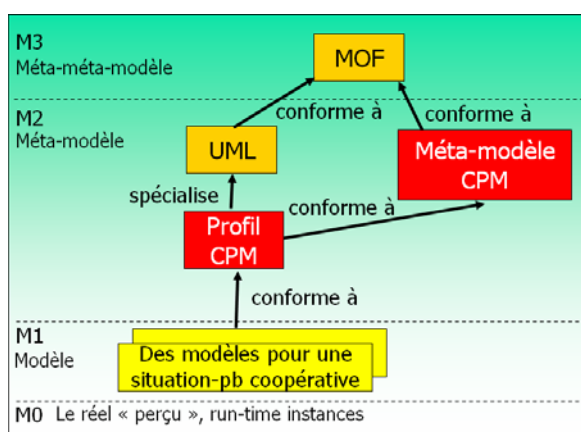 M3
Méta-méta-modèle
MOF
M2
Méta-modèle
conforme à
conforme à
UML
Méta-modèle
CPM
spécialise
conforme à
Profil
CPM
conforme à
M1
Modèle
Des modèles pour une
situation-pb coopérative
M0 Le réel « perçu », run-time instances